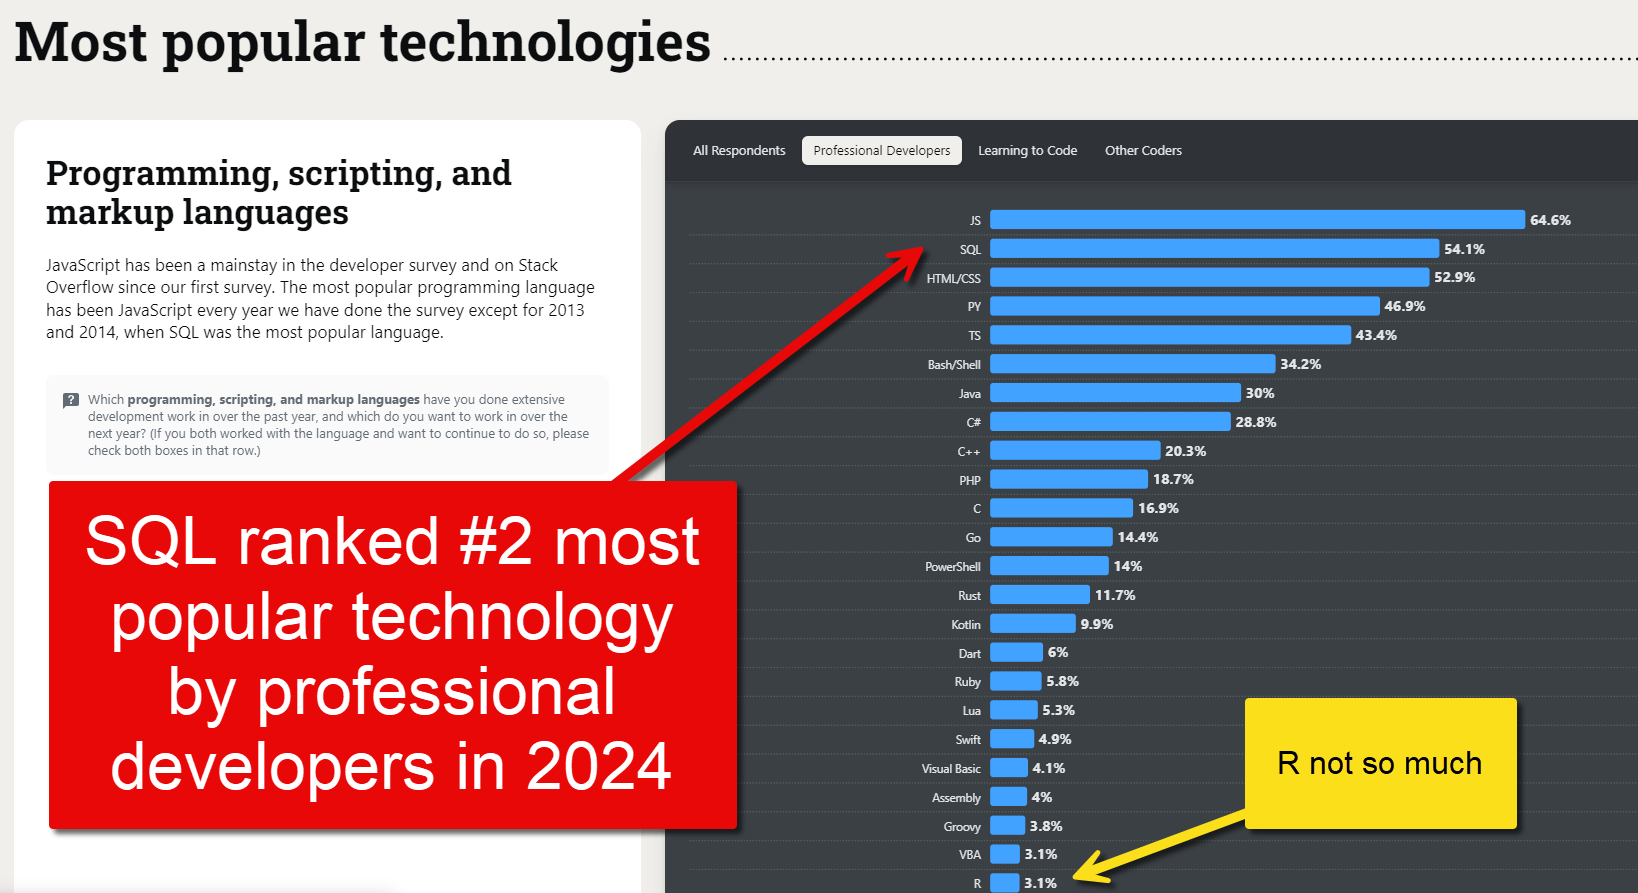 Most popular technologies
Programming, scripting, and
markup languages
JavaScript has been a mainstay in the developer survey and on Stack
Overflow since our first survey. The most popular programming language
has been JavaScript every year we have done the survey except for 2013
and 2014, when SQL was the most popular language.
Which programming, scripting, and markup languages have you done extensive
development work in over the past year, and which do you want to work in over the
next year? (If you both worked with the language and want to continue to do so, please
check both boxes in that row.)
SQL ranked #2 most
popular technology
by professional
developers in 2024
All Respondents Professional Developers Learning to Code Other Coders
JS 64.6%
SQL 54.1%
HTML/CSS 52.9%
PY 46.9%
TS 43.4%
Bash/Shell 34.2%
Java 30%
C# 28.8%
C++ 20.3%
PHP 18.7%
C 16.9%
Go 14.4%
PowerShell 14%
Rust 11.7%
Kotlin 9.9%
Dart 6%
Ruby 5.8%
Lua 5.3%
Swift 4.9%
Visual Basic 4.1%
Assembly 4%
Groovy 3.8%
VBA 3.1%
R 3.1%
R not so much